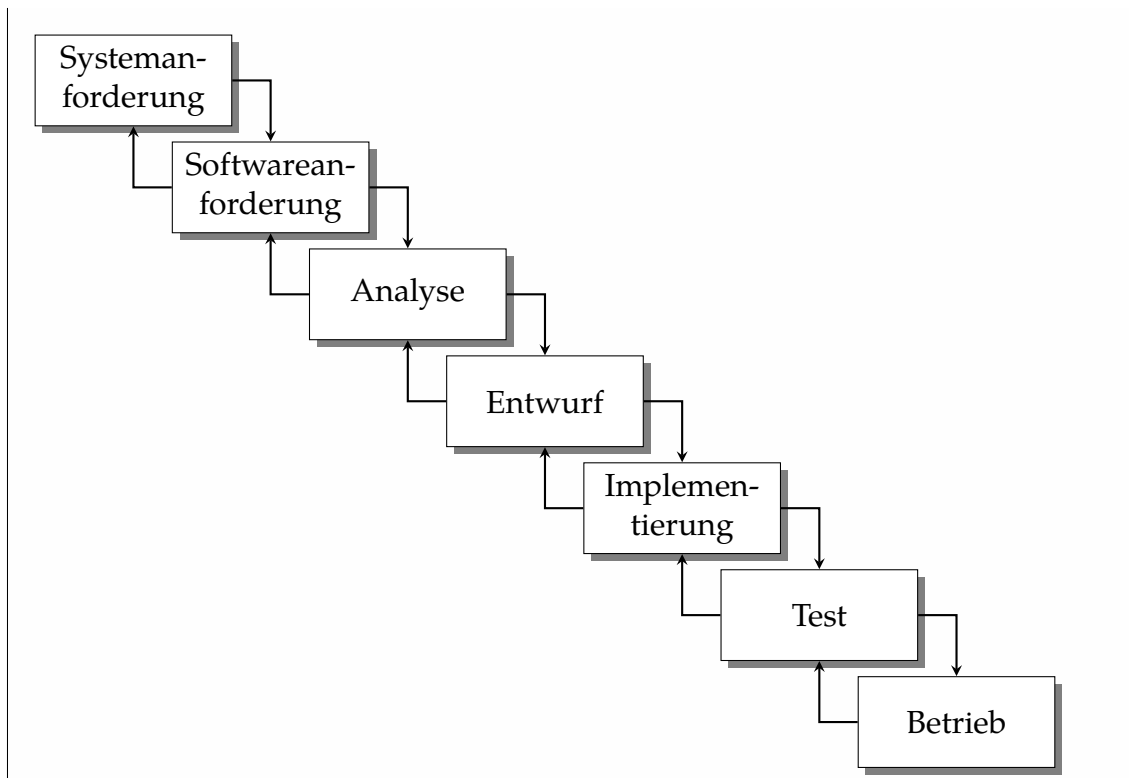 Systeman-
forderung
Softwarean-
forderung
Analyse
Entwurf
Implemen-
tierung
Test
Betrieb